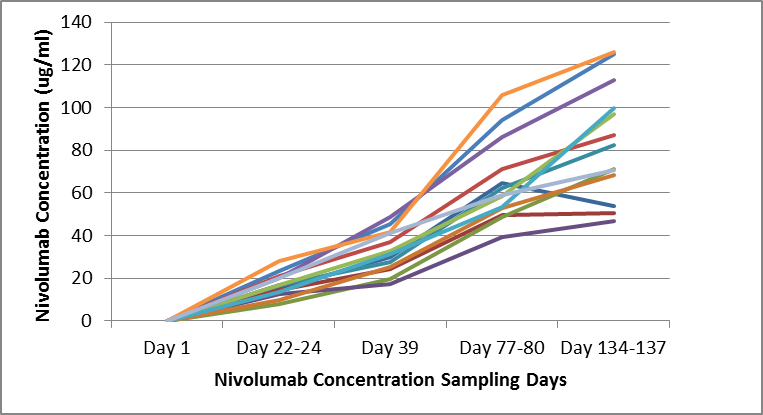 Nivolumab Concentration (ug/ml)
140
120
100
80
60
40
20
0
Day 1 Day 22-24 Day 39 Day 77-80 Day 134-137
Nivolumab Concentration Sampling Days